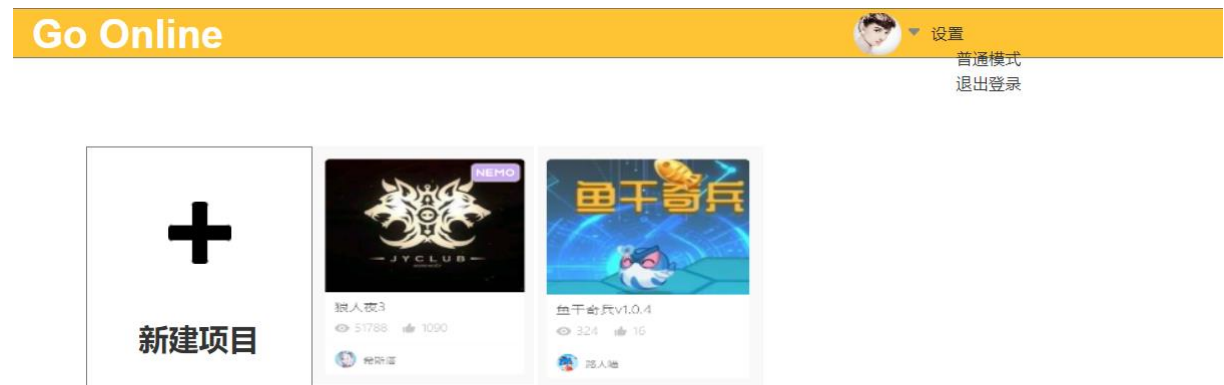 Go Online
设置
普通模式
退出登录
新建项目
NEMO
JYCLUB
狼人夜3
51788 1090
鱼干奇兵
鱼干奇兵v1.0.4
324 16
路人喵